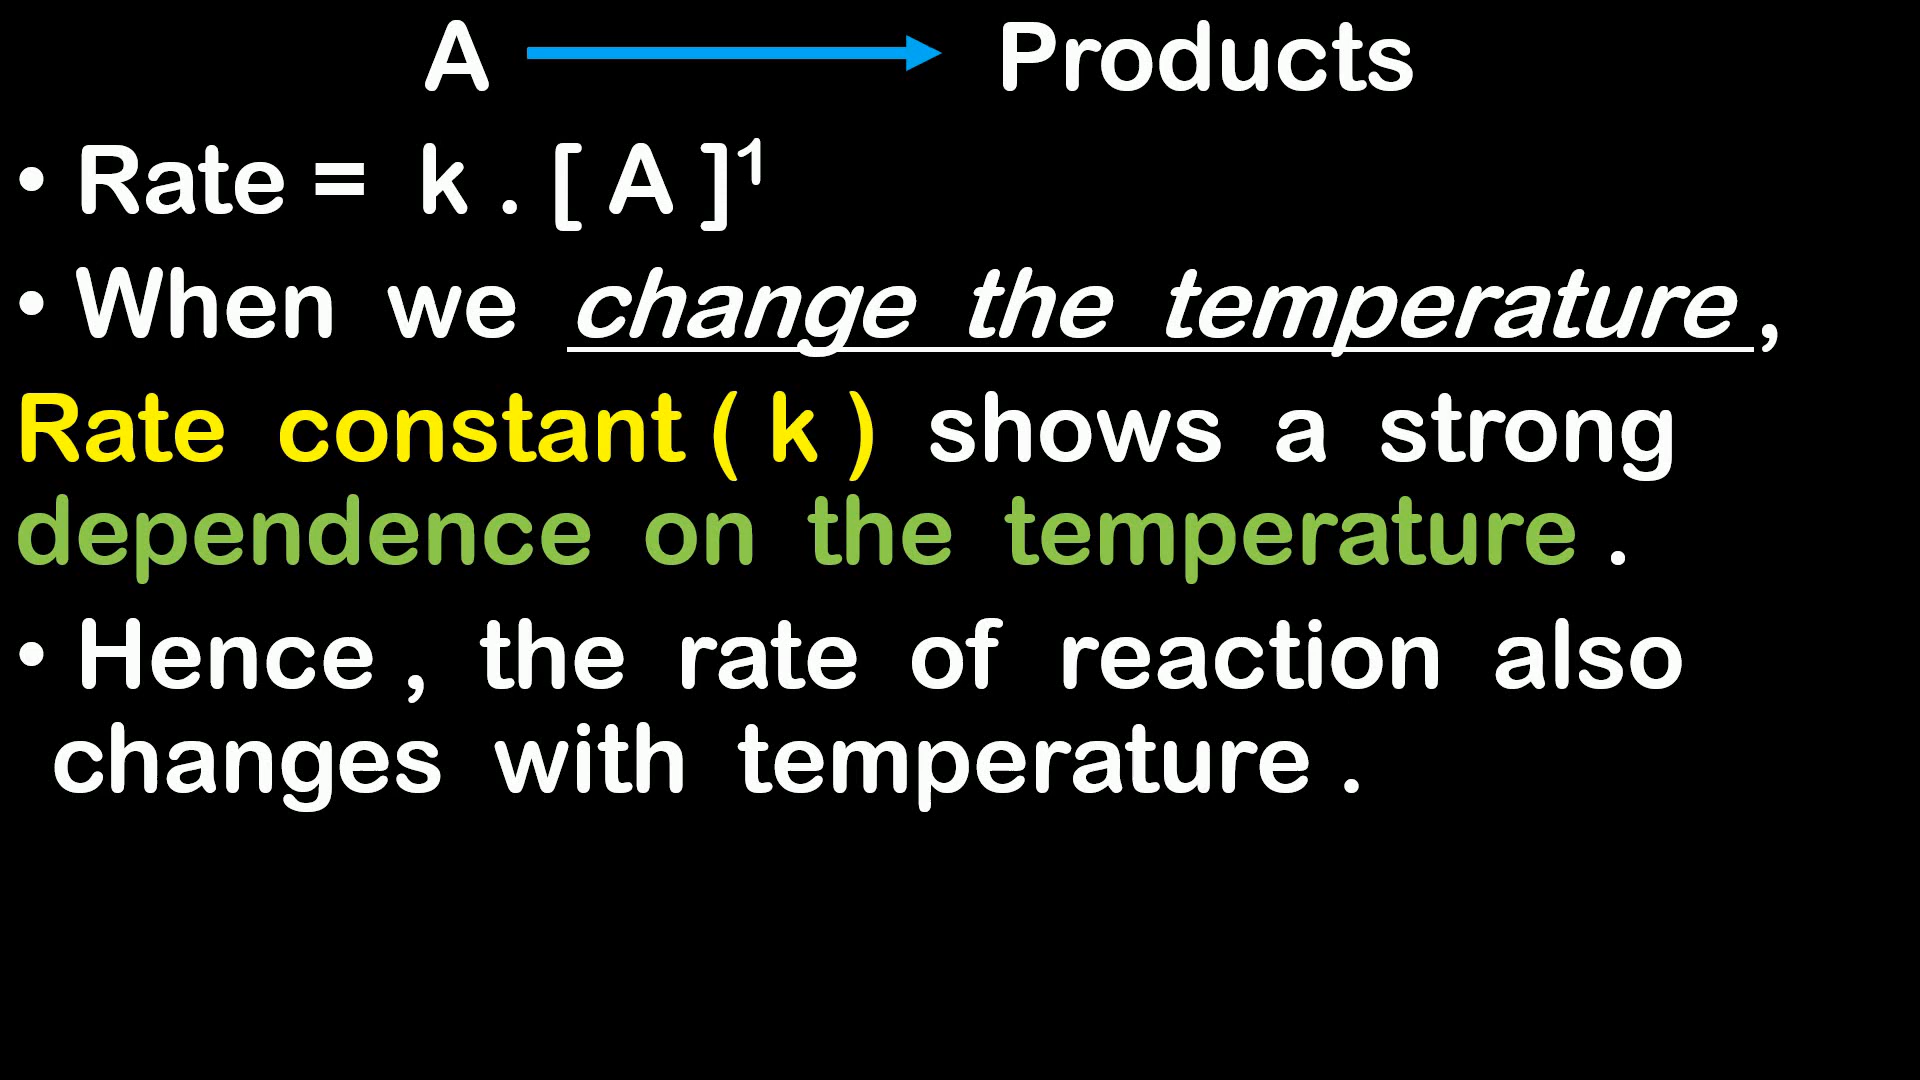 A Products
• Rate = k . [ A ]¹
• When we change the temperature ,
Rate constant ( k ) shows a strong
dependence on the temperature .
• Hence , the rate of reaction also
changes with temperature .